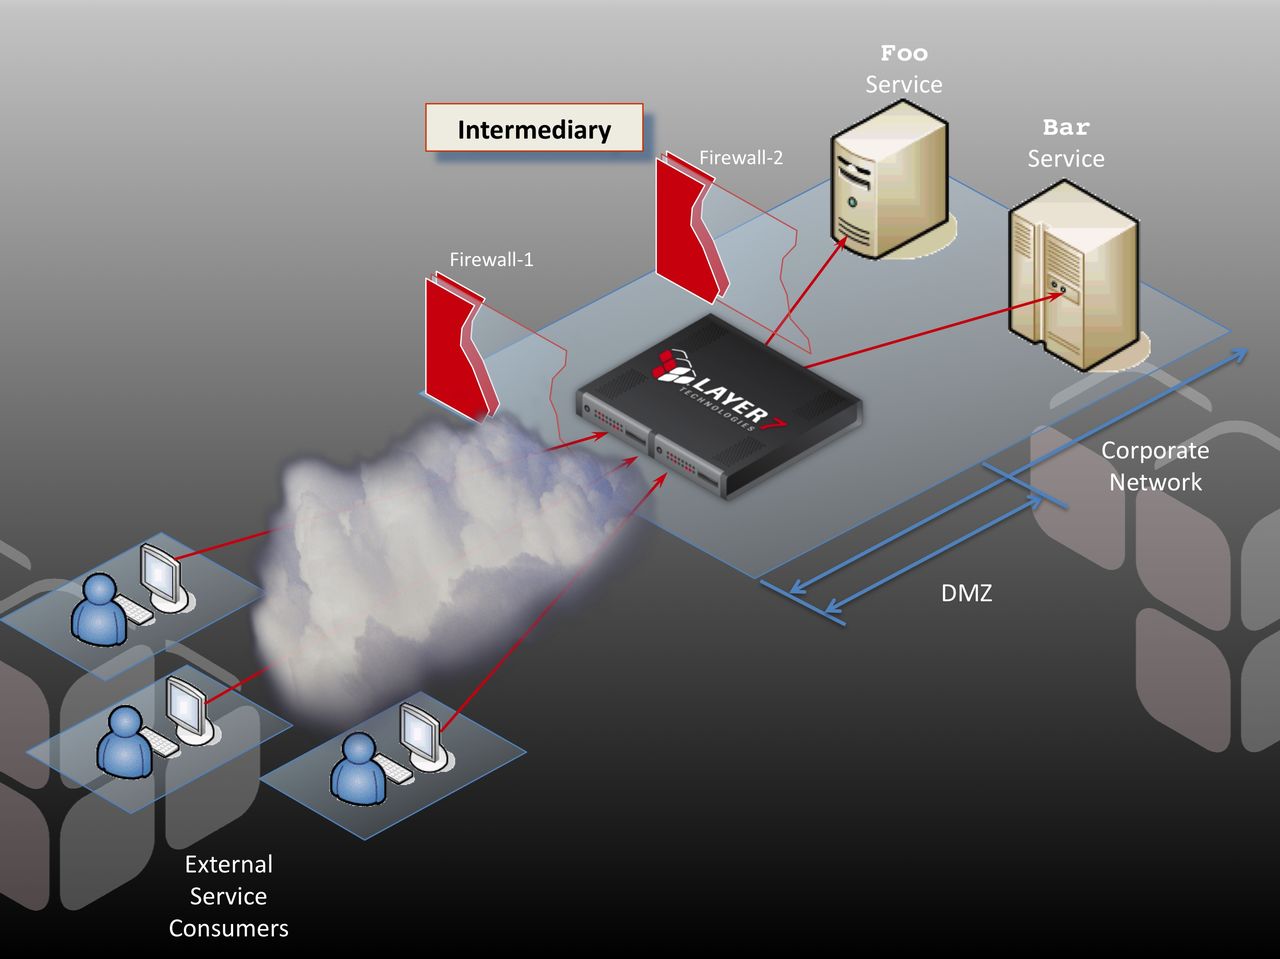 Foo
Service
Intermediary
Bar
Service
Firewall-2
Firewall-1
LAYER 7
TECHNOLOGIES
Corporate
Network
DMZ
External
Service
Consumers